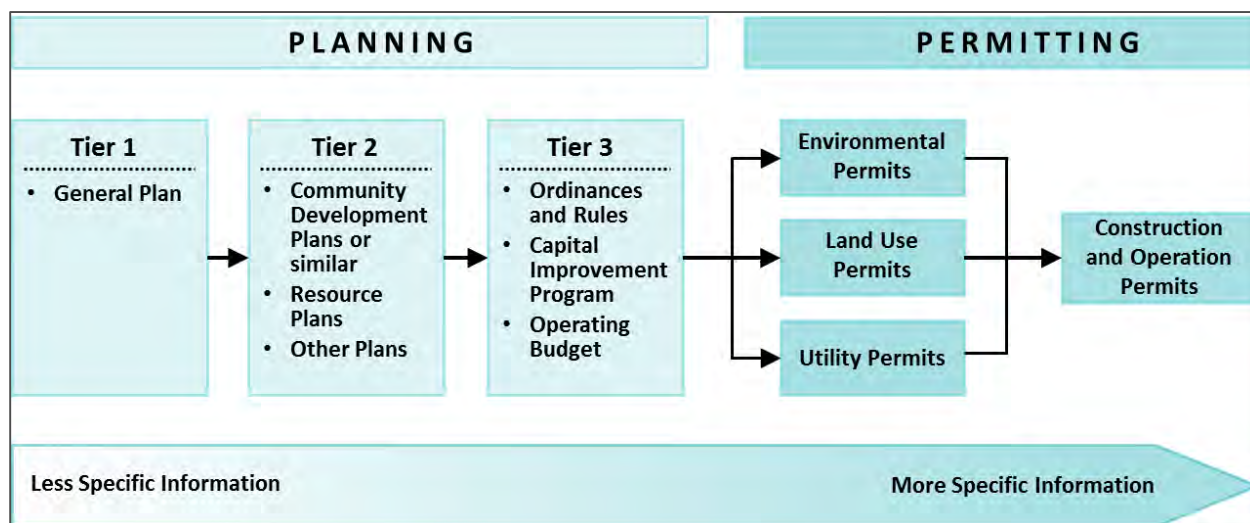 PLANNING
PERMITTING
Tier 1
• General Plan
Tier 2
• Community
Development
Plans or
similar
• Resource
Plans
• Other Plans
Tier 3
• Ordinances
and Rules
• Capital
Improvement
Program
• Operating
Budget
Environmental
Permits
Land Use
Permits
Utility Permits
Construction
and Operation
Permits
Less Specific Information
More Specific Information